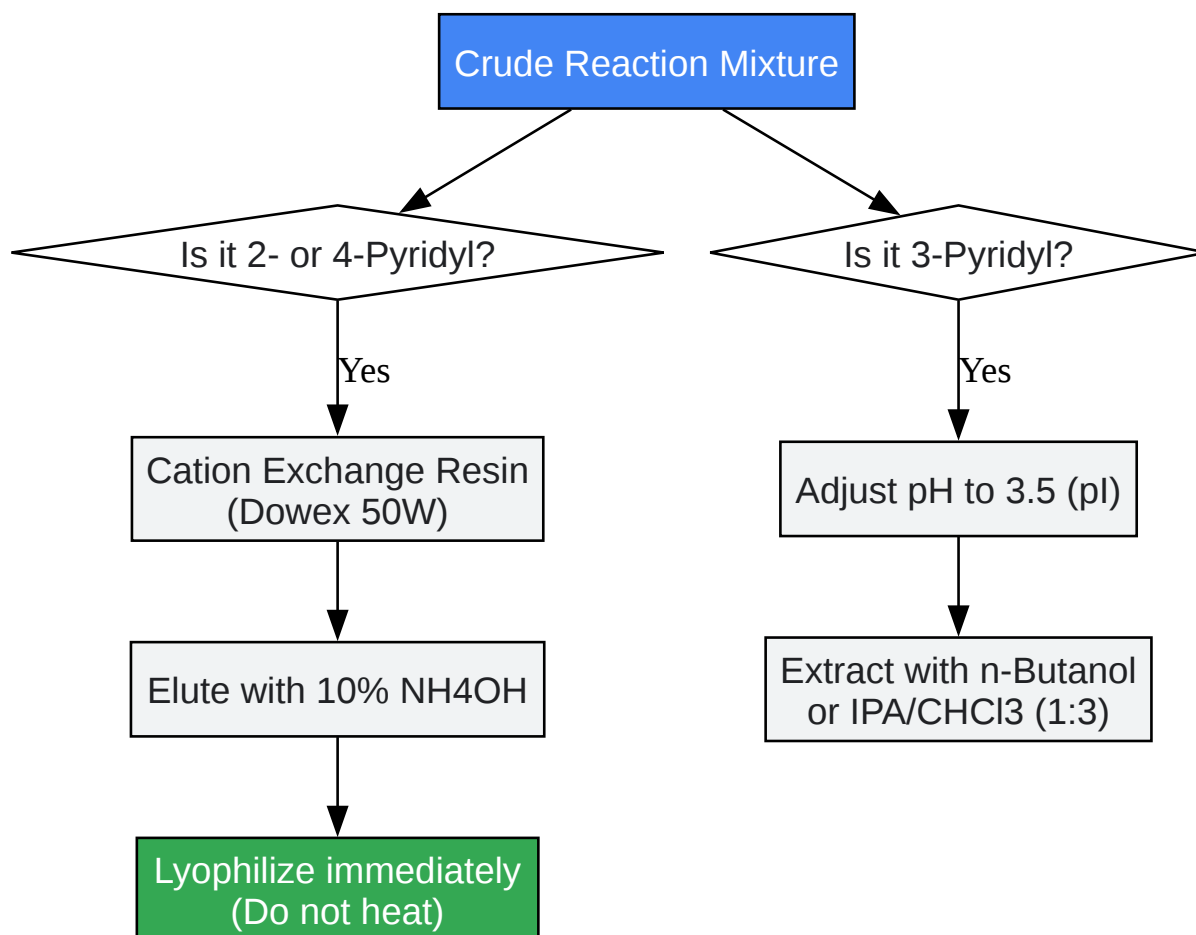 Crude Reaction Mixture
Is it 2- or 4-Pyridyl?
Is it 3-Pyridyl?
Yes
Yes
Cation Exchange Resin
(Dowex 50W)
Adjust pH to 3.5 (pI)
Elute with 10% NH4OH
Extract with n-Butanol
or IPA/CHCl3 (1:3)
Lyophilize immediately
(Do not heat)